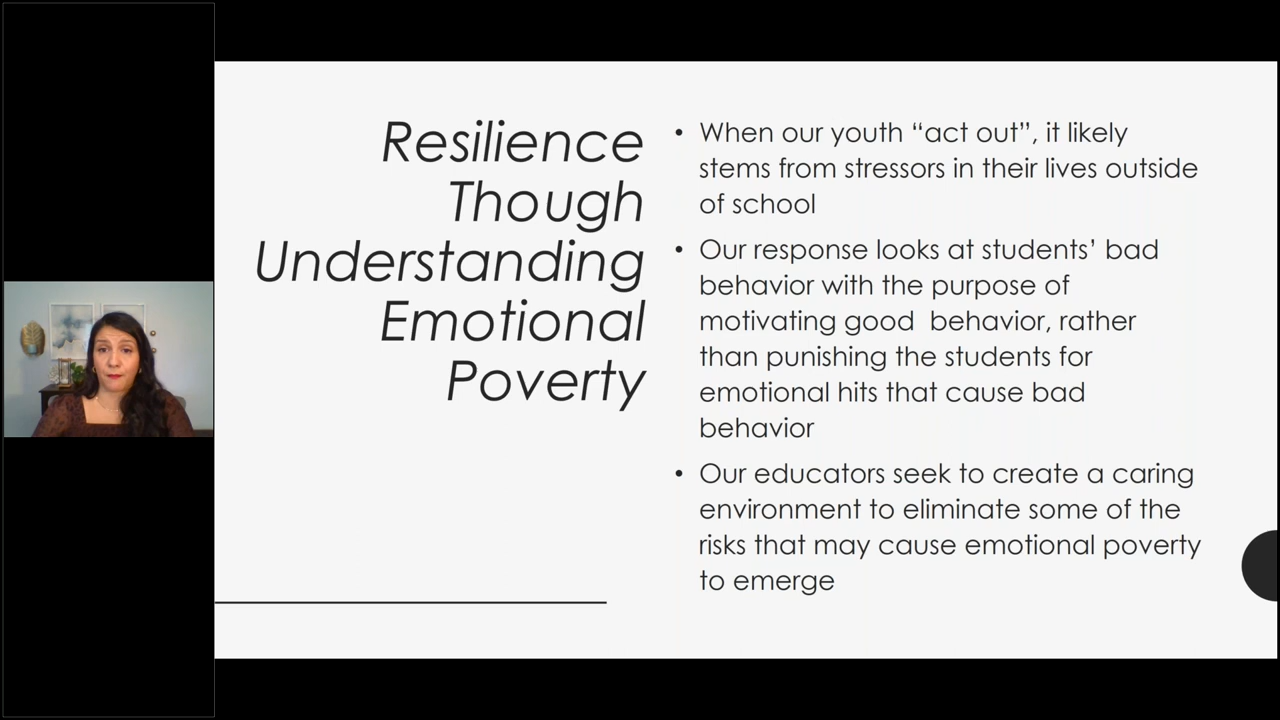 Resilience
Though
Understanding
Emotional
Poverty
• When our youth “act out”, it likely
stems from stressors in their lives outside
of school
• Our response looks at students’ bad
behavior with the purpose of
motivating good  behavior, rather
than punishing the students for
emotional hits that cause bad
behavior
• Our educators seek to create a caring
environment to eliminate some of the
risks that may cause emotional poverty
to emerge